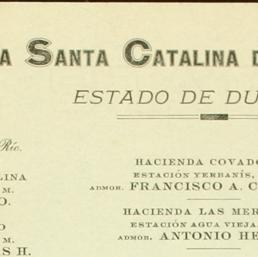 A SANTA CATALINA D
ESTADO DE DU
Río.
HACIENDA COVADO
LINA
ESTACIÓN YERBANÍS,
M.
ADMOR. FRANCISCO A. C
O.
HACIENDA LAS MER
O
ESTACIÓN AGUA VIEJA
M.
ADMOR. ANTONIO HE
AS H.